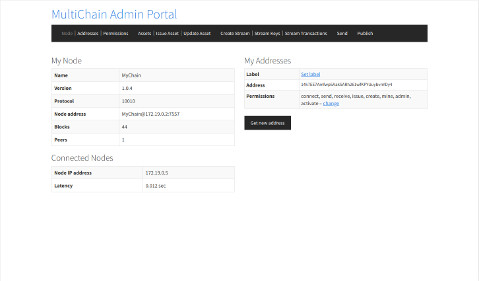 MultiChain Admin Portal
Node | Addresses | Permissions Assets | Issue Asset | Update Asset Create Stream | Stream Keys | Stream Transactions Send Publish
My Node
Name MyChain
Version 1.0.4
Protocol 10010
Node address MyChain@172.19.0.2:7557
Blocks 44
Peers 1
Connected Nodes
Node IP address 172.19.0.5
Latency 0.012 sec
My Addresses
Label Set label
Address
Permissions connect, send, receive, issue, create, mine, admin,
activate – change
Get new address